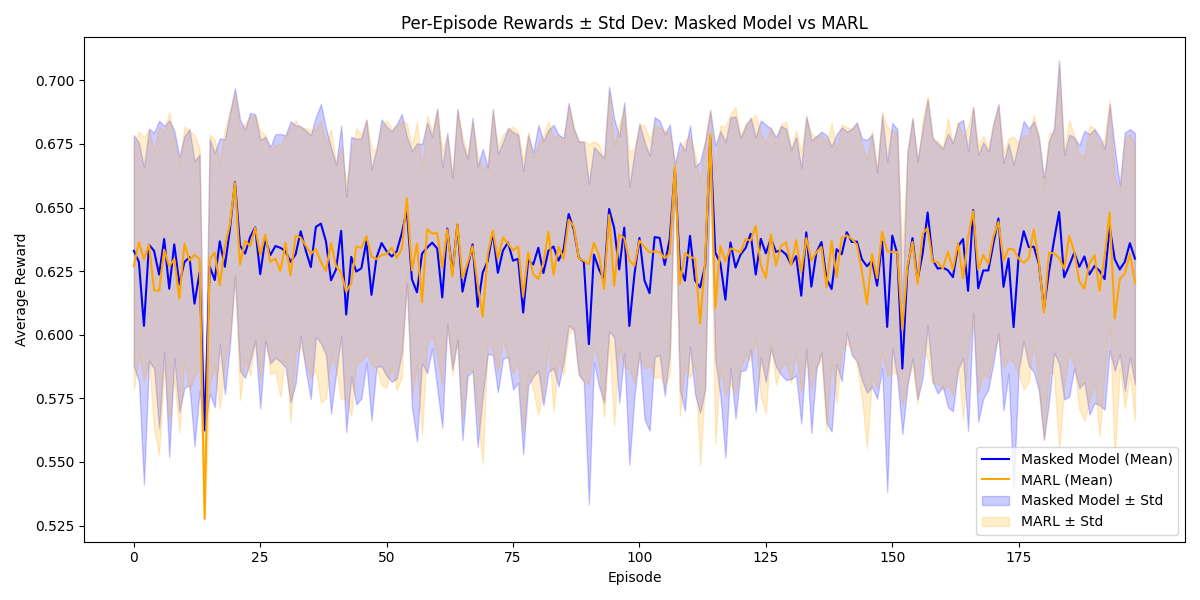 Per-Episode Rewards ± Std Dev: Masked Model vs MARL
Average Reward
0.700
0.675
0.650
0.625
0.600
0.575
0.550
0.525
Masked Model (Mean)
MARL (Mean)
Masked Model ± Std
MARL ± Std
0 25 50 75 100 125 150 175
Episode